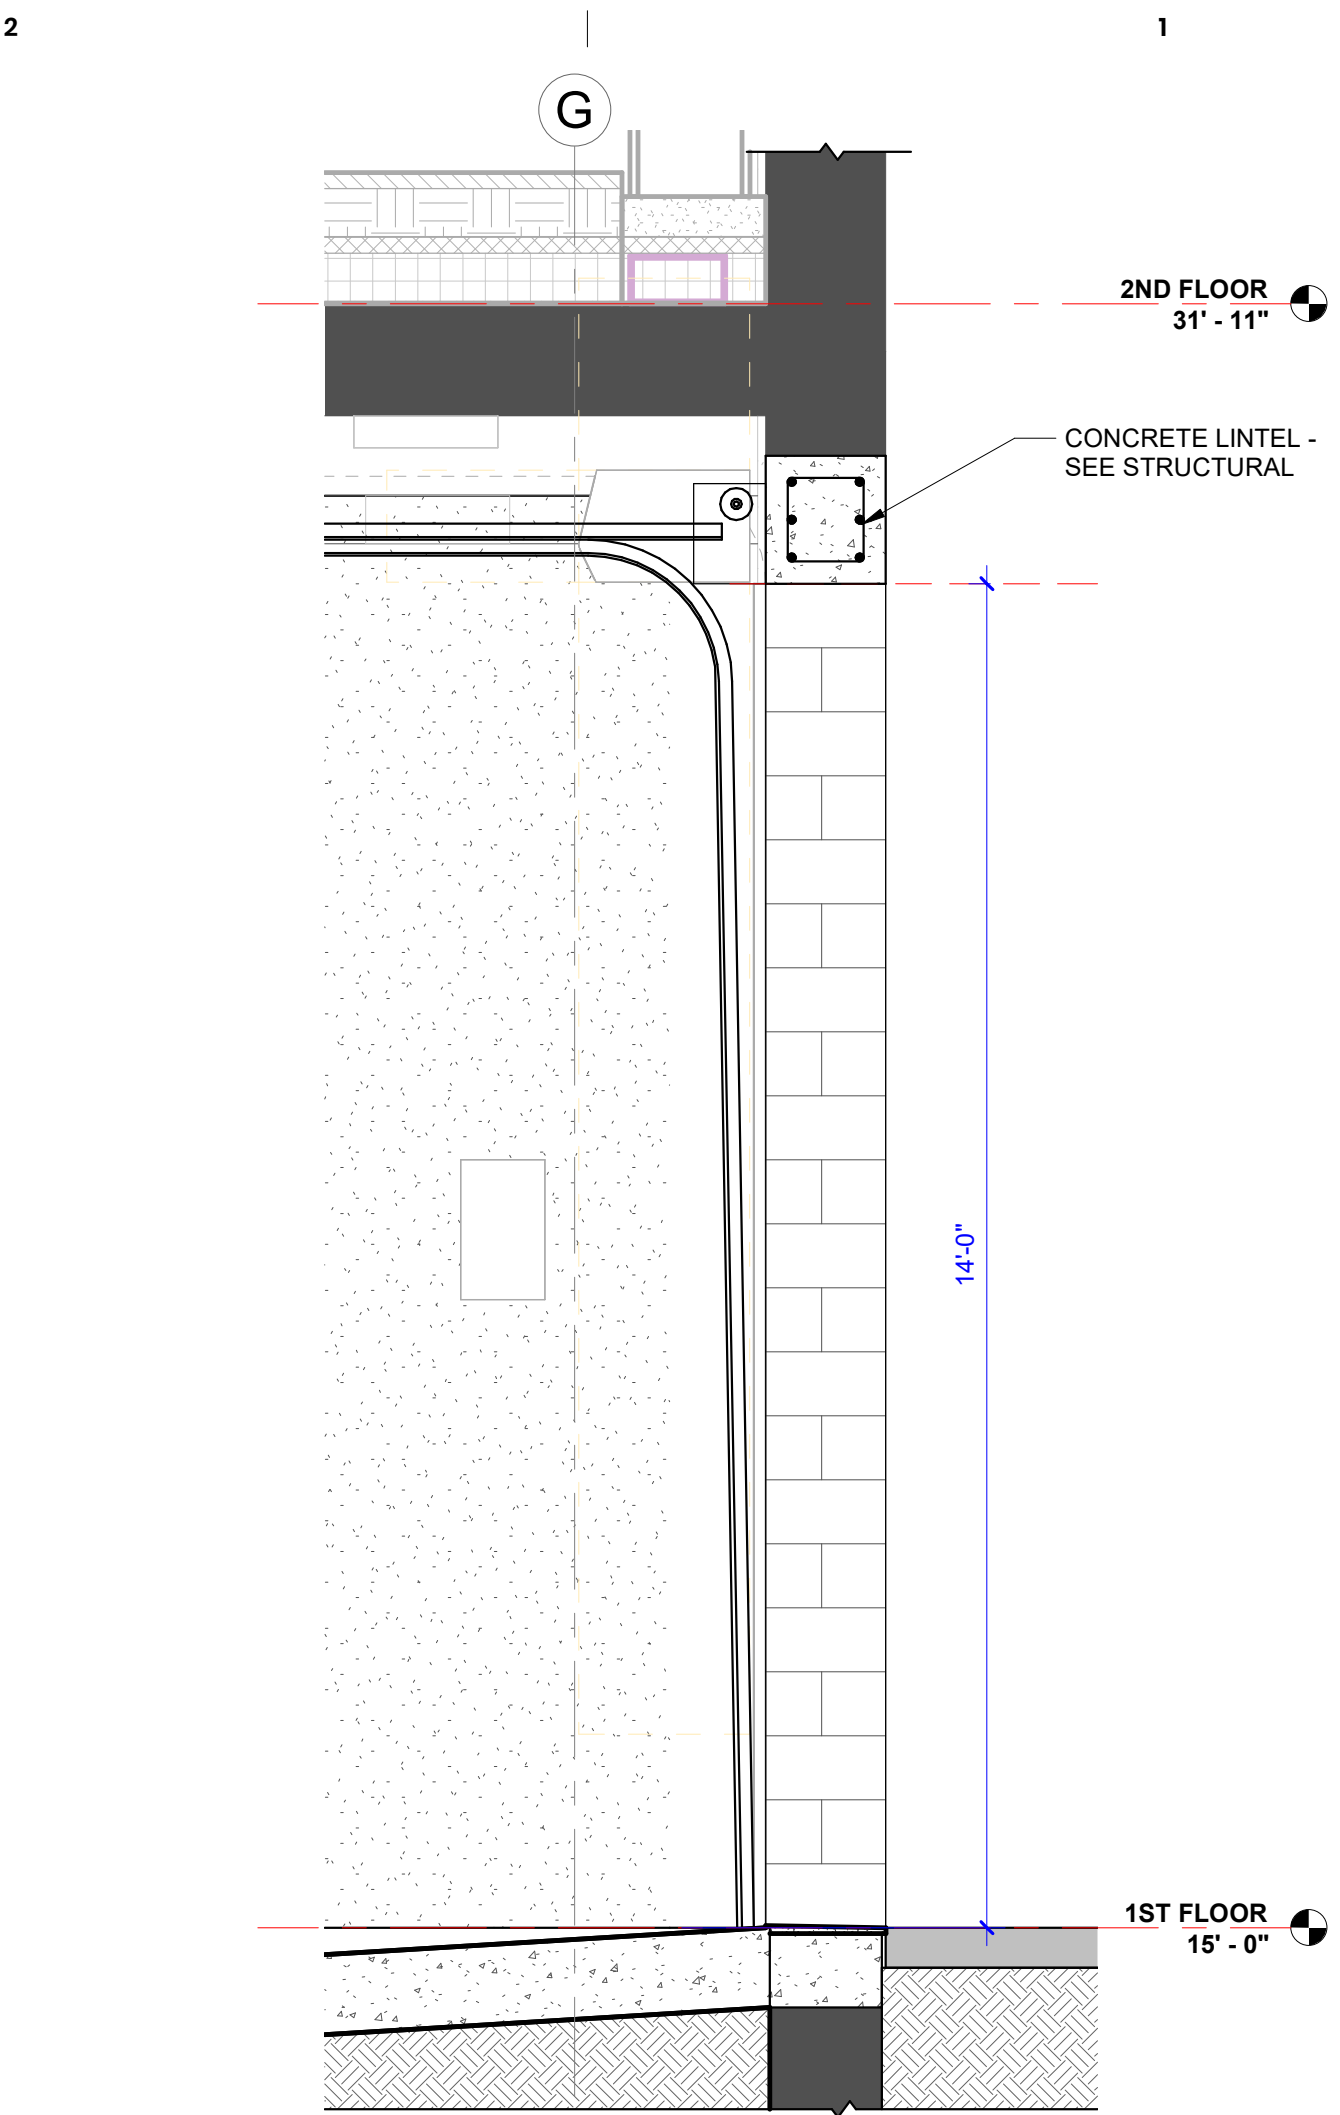 2
1
G
2ND FLOOR
31' - 11"
CONCRETE LINTEL -
SEE STRUCTURAL
14'-0"
1ST FLOOR
15' - 0"